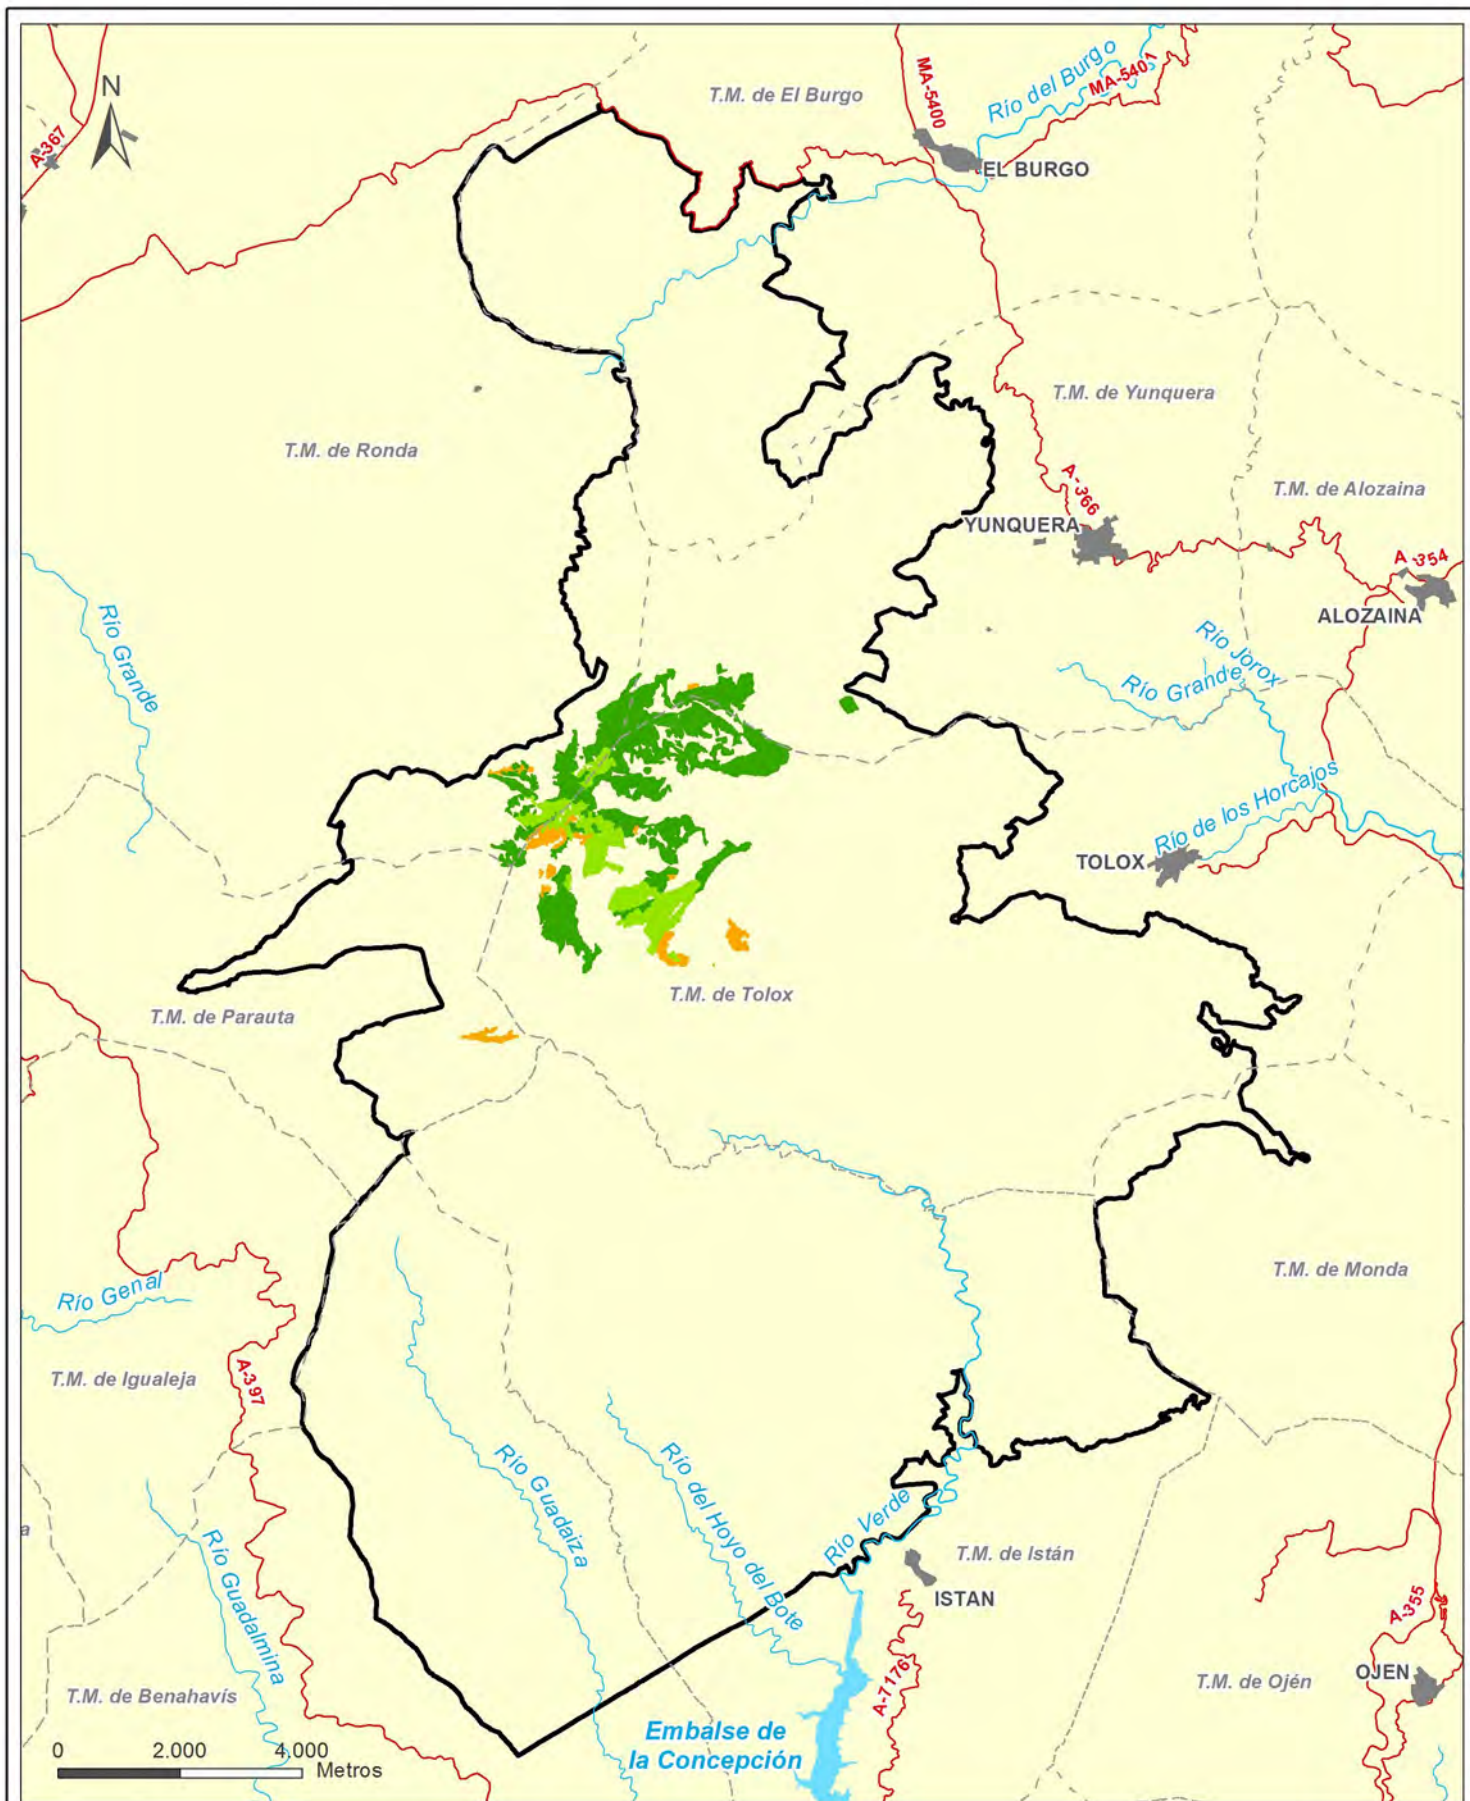 N
A-367
T.M. de El Burgo
MA-5400
Río del Burgo
MA-5401
EL BURGO
T.M. de Yunquera
T.M. de Ronda
A-366
T.M. de Alozaina
YUNQUERA
A-354
ALOZAINA
Río Grande
Río Jorox
Río Grande
Río de los Horcajos
TOLOX
T.M. de Tolox
T.M. de Parauta
T.M. de Monda
Río Genal
T.M. de Igualeja
A-397
Río Guadaiza
Río del Hoyo del Bote
Río Verde
a
Río Guadalmina
T.M. de Istán
ISTAN
A-355
A-7176
OJEN
T.M. de Ojén
T.M. de Benahavís
Embalse de
la Concepción
0 2.000 4.000
Metros